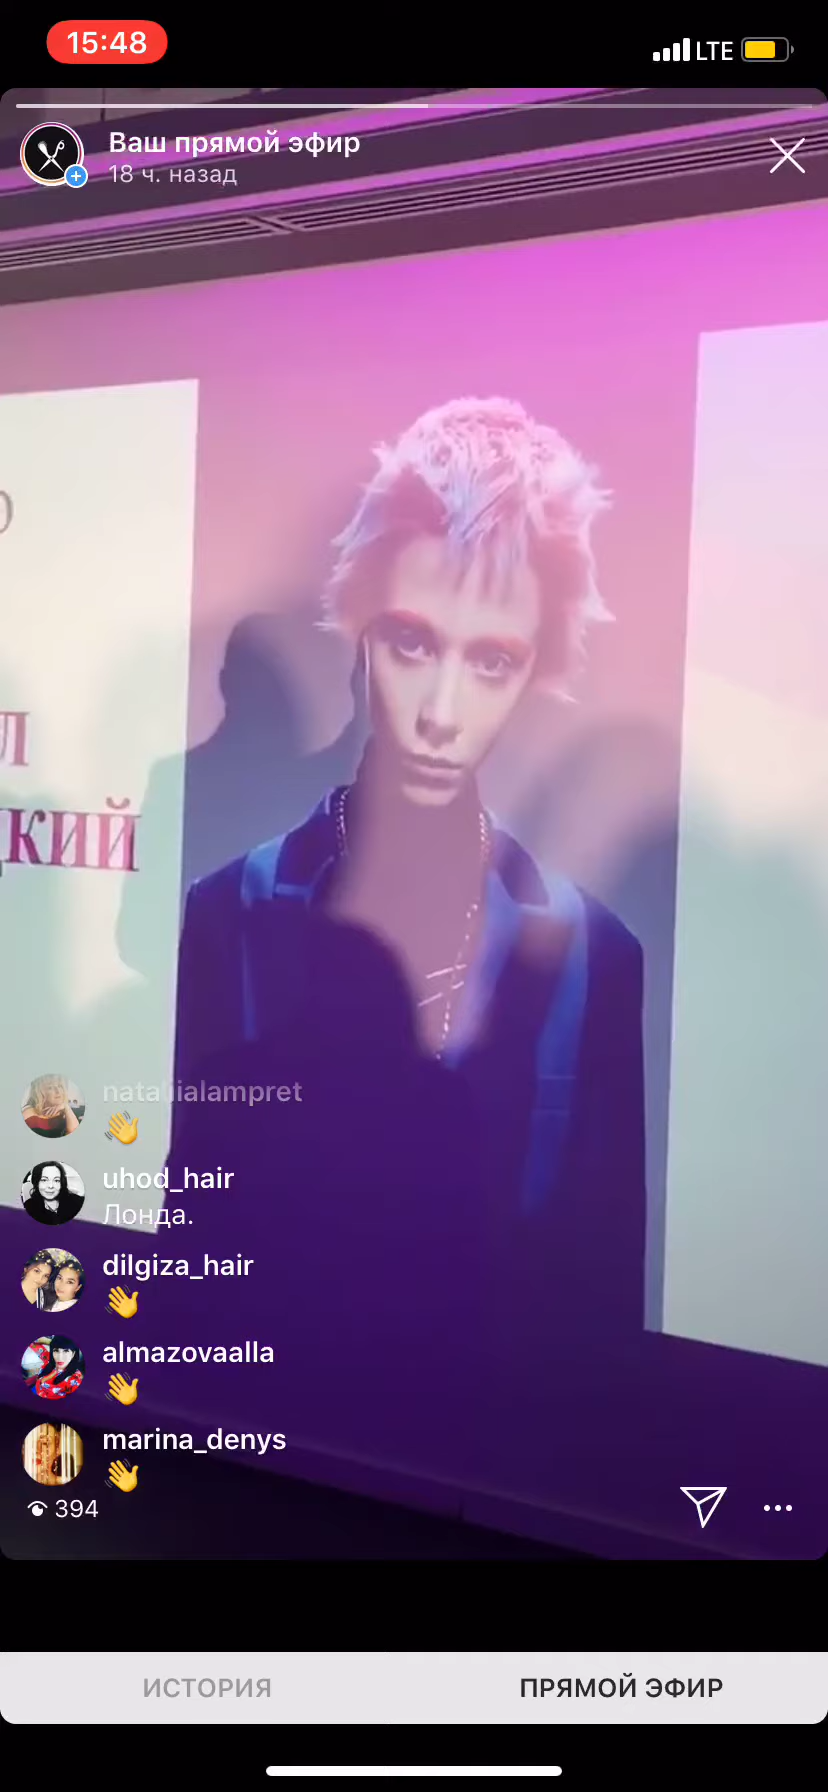 15:48
LTE
Ваш прямой эфир
18 ч. назад
кий
nataliialampret
uhod_hair
Лонда.
dilgiza_hair
almazovaalla
marina_denys
394
ИСТОРИЯ
ПРЯМОЙ ЭФИР